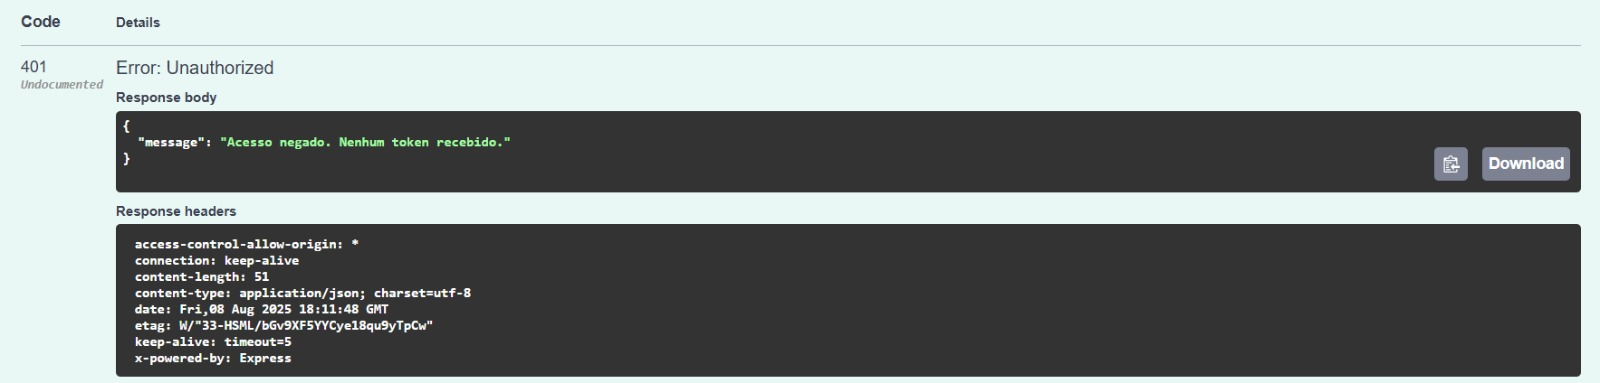 Code Details
401 Error: Unauthorized
Undocumented
Response body
{
"message": "Acesso negado. Nenhum token recebido."
}
Download
Response headers
access-control-allow-origin: *
connection: keep-alive
content-length: 51
content-type: application/json; charset=utf-8
date: Fri,08 Aug 2025 18:11:48 GMT
etag: W/"33-HSML/bGv9XF5YYCye18qu9yTpCw"
keep-alive: timeout=5
x-powered-by: Express